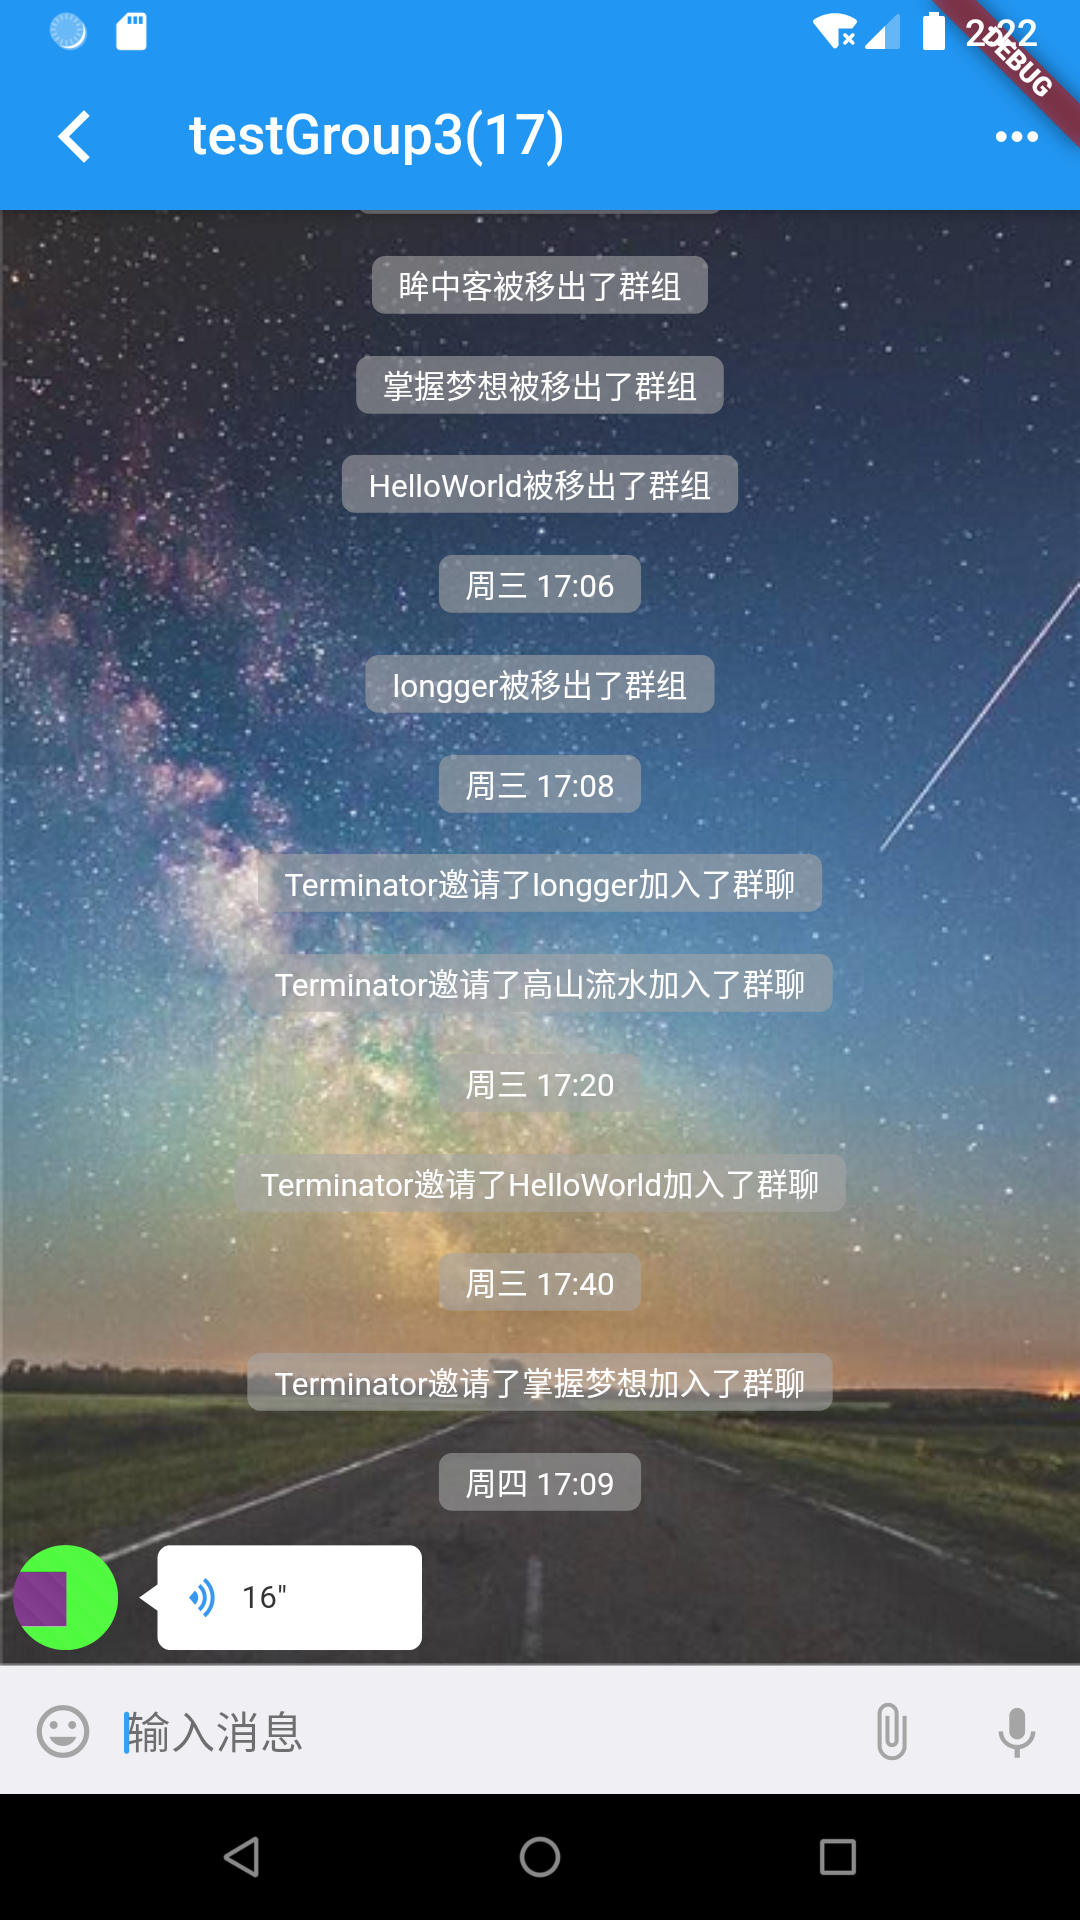 2:22
DEBUG
testGroup3(17)
眸中客被移出了群组
掌握梦想被移出了群组
HelloWorld被移出了群组
周三 17:06
longger被移出了群组
周三 17:08
Terminator邀请了longger加入了群聊
Terminator邀请了高山流水加入了群聊
周三 17:20
Terminator邀请了HelloWorld加入了群聊
周三 17:40
Terminator邀请了掌握梦想加入了群聊
周四 17:09
16"
输入消息